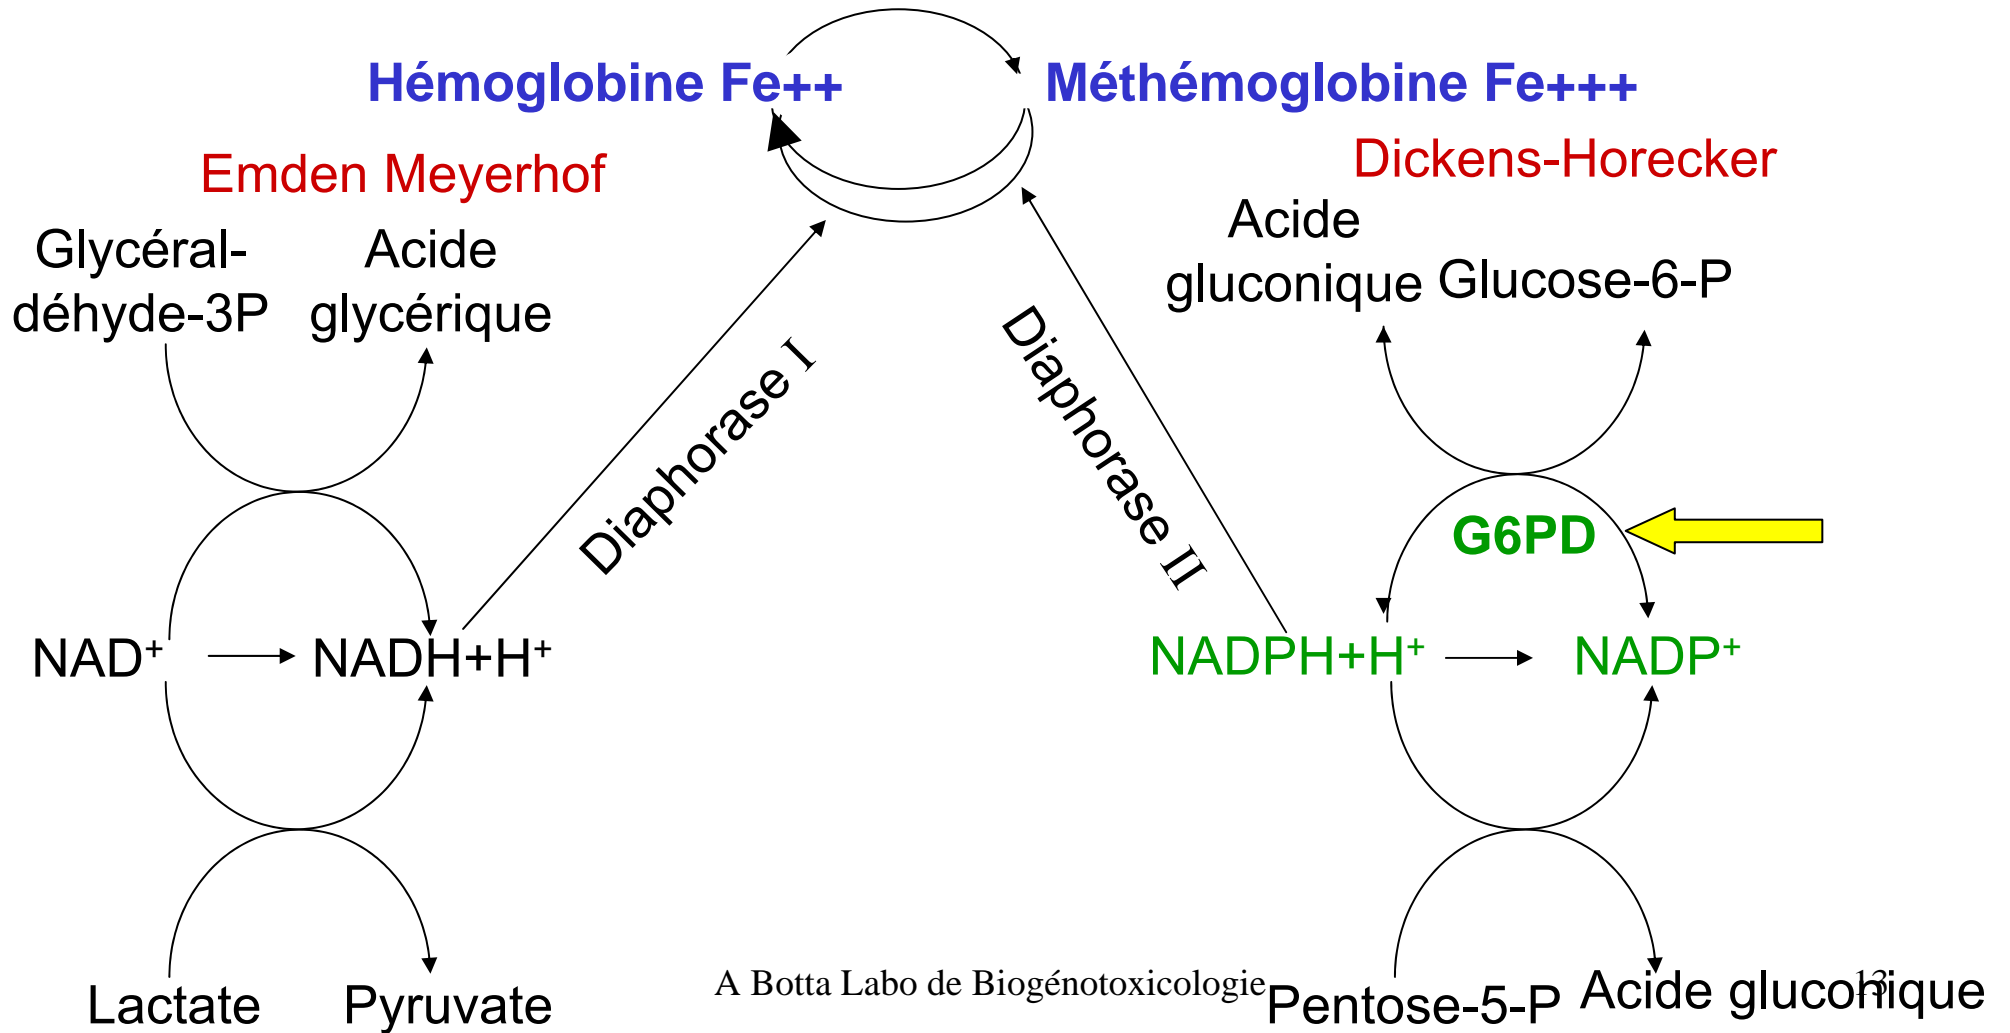 Hémoglobine Fe++
Méthémoglobine Fe+++
Emden Meyerhof
Dickens-Horecker
Glycéral-
déhyde-3P
Acide
glycérique
Acide
gluconique
Glucose-6-P
Diaphorase I
Diaphorase II
G6PD
NAD⁺
NADH+H⁺
NADPH+H⁺
NADP⁺
Lactate
Pyruvate
A Botta Labo de Biogénotoxicologie
Pentose-5-P
Acide gluconique
13